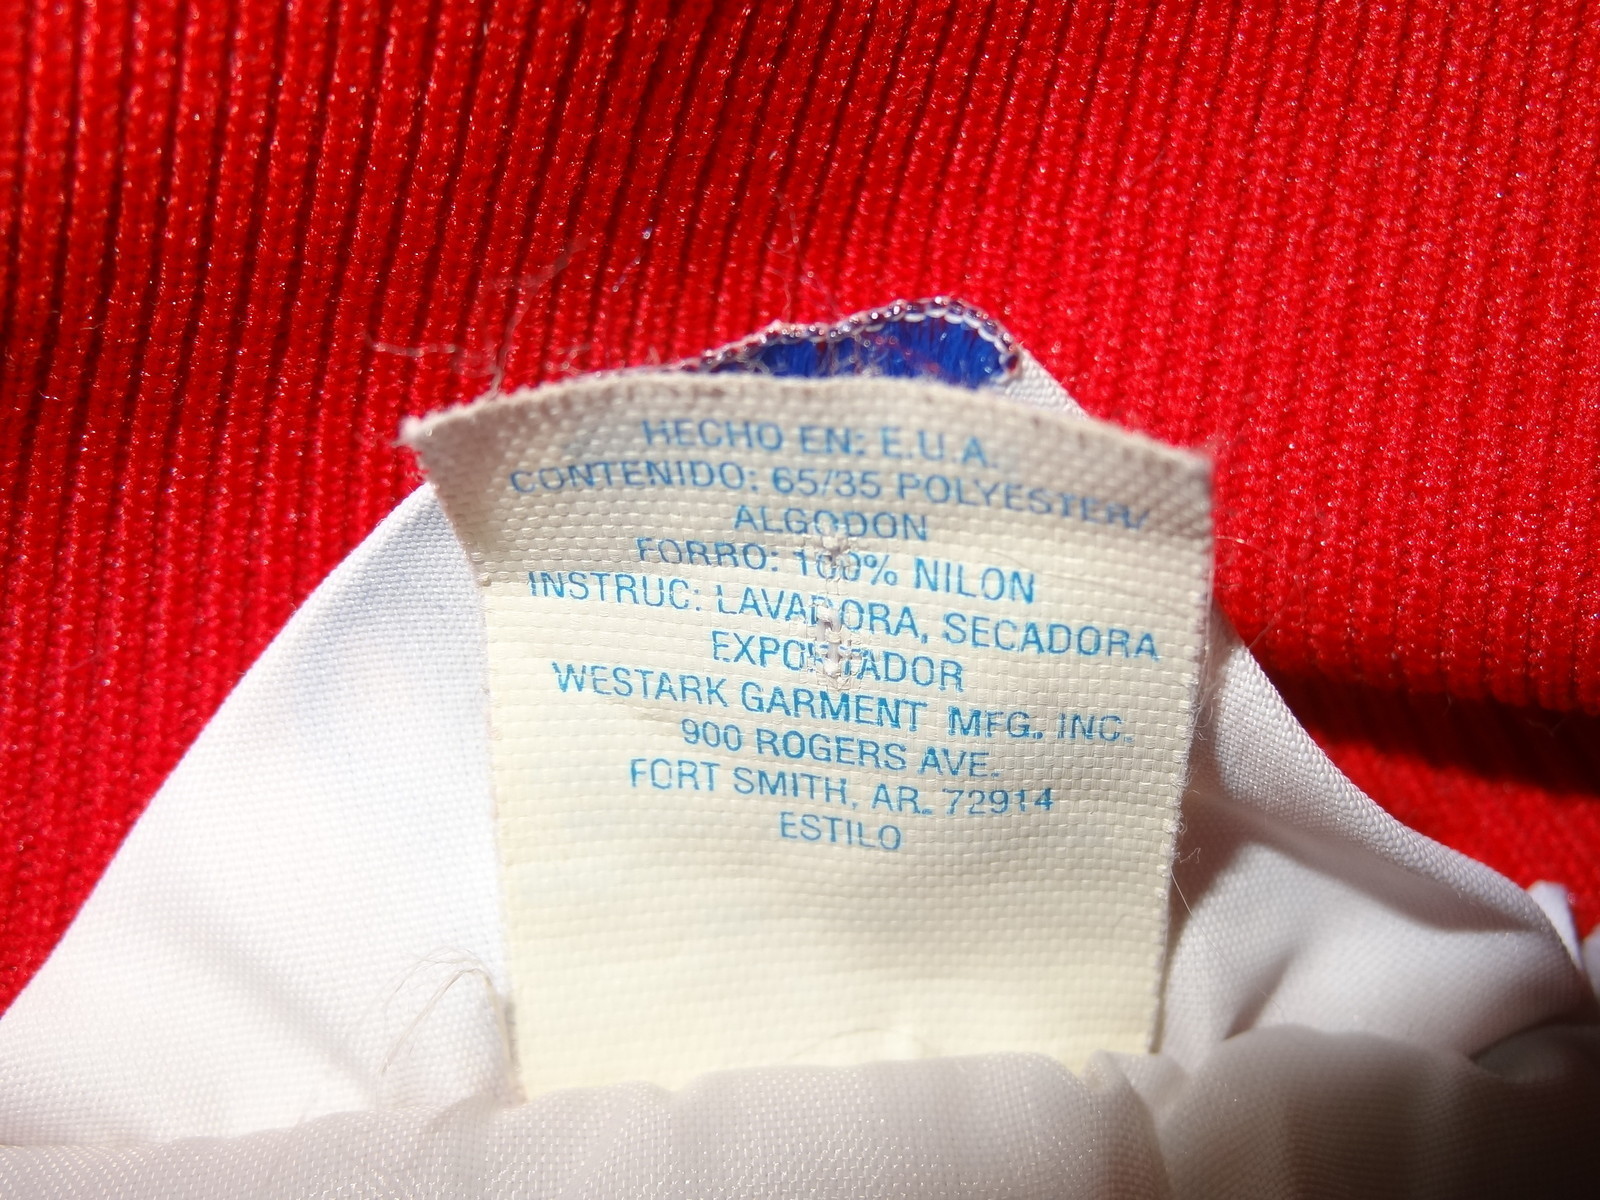 HECHO EN: E.U.A.
CONTENIDO: 65/35 POLYESTER/
ALGODON
FORRO: 100% NILON
INSTRUC: LAVADORA, SECADORA
EXPORTADOR
WESTARK GARMENT MFG. INC.
900 ROGERS AVE.
FORT SMITH, AR. 72914
ESTILO